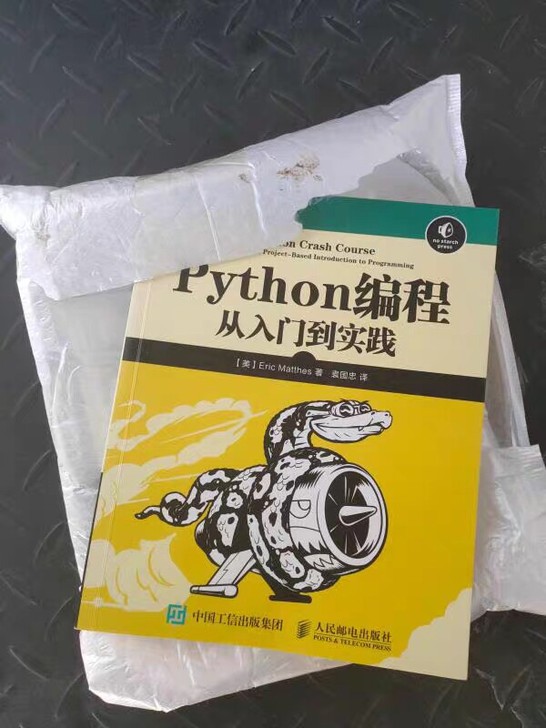 no starch
press
on Crash Course
Project-Based Introduction to Programming
Python编程
从入门到实践
[美] Eric Matthes 著 袁国忠 译
中国工信出版集团
人民邮电出版社
POSTS & TELECOM PRESS